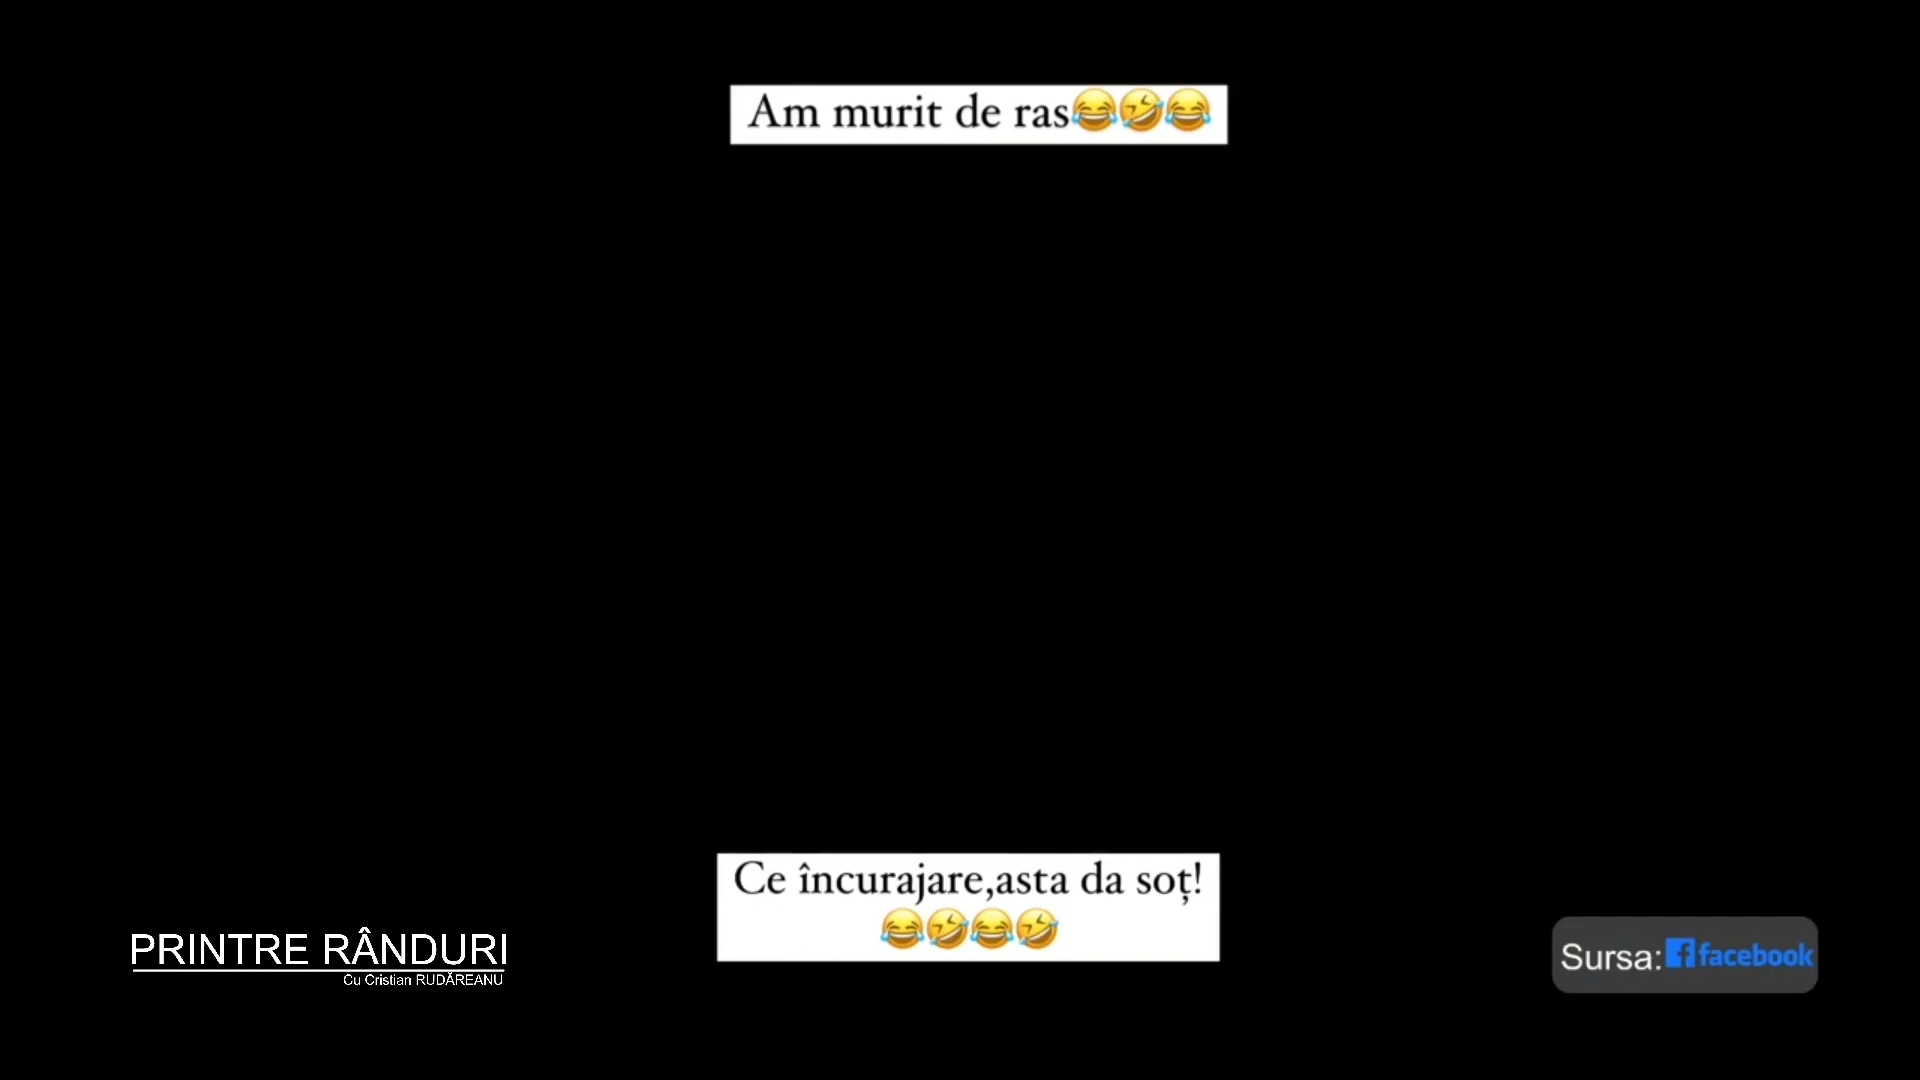 Am murit de ras😂🤣😂
Ce încurajare,asta da soț!
😂🤣😂🤣
PRINTRE RÂNDURI
Cu Cristian RUDĂREANU
Sursa: facebook